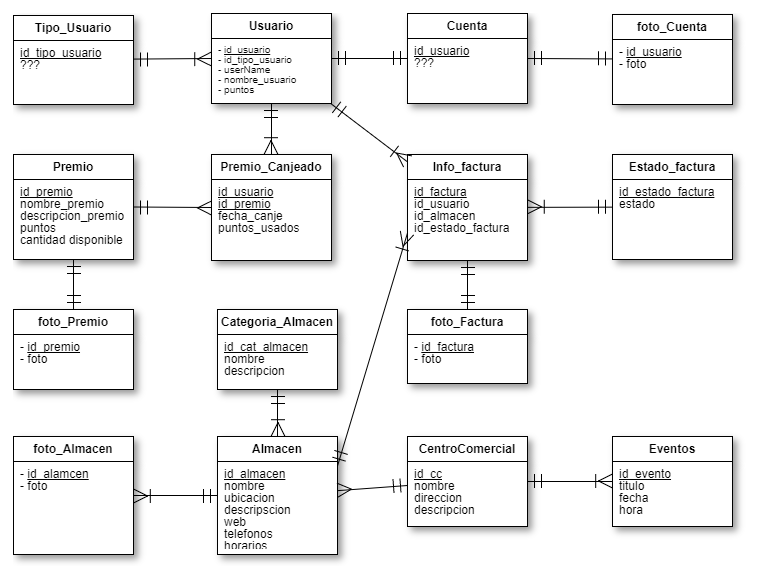 Tipo_Usuario
id_tipo_usuario
???
Usuario
- id_usuario
- id_tipo_usuario
- userName
- nombre_usuario
- puntos
Cuenta
id_usuario
???
foto_Cuenta
- id_usuario
- foto
Premio
id_premio
nombre_premio
descripcion_premio
puntos
cantidad disponible
Premio_Canjeado
id_usuario
id_premio
fecha_canje
puntos_usados
Info_factura
id_factura
id_usuario
id_almacen
id_estado_factura
Estado_factura
id_estado_factura
estado
foto_Premio
- id_premio
- foto
Categoria_Almacen
id_cat_almacen
nombre
descripcion
foto_Factura
- id_factura
- foto
foto_Almacen
- id_alamcen
- foto
Almacen
id_almacen
nombre
ubicacion
descripscion
web
telefonos
horarios
CentroComercial
id_cc
nombre
direccion
descripcion
Eventos
id_evento
titulo
fecha
hora